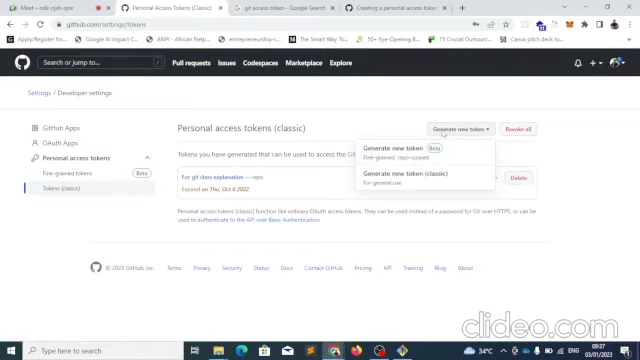 Meet – odk-njxb-qne
Personal Access Tokens (Classic)
git access token - Google Search
Creating a personal access token
github.com/settings/tokens
Google AI Impact C...
entrepreneurship-c...
ANPI - Alternative...
The Smart Way To...
50+ Eye-Opening B...
15 Crucial Outsourc...
Canva pitch deck yo...
Search or jump to...
Pull requests Issues Codespaces Marketplace Explore
Settings / Developer settings
GitHub Apps
OAuth Apps
Personal access tokens
Fine-grained tokens Beta
Tokens (classic)
Personal access tokens (classic)
Generate new token
Revoke all
Generate new token Beta
Fine-grained, repo-scoped
Generate new token (classic)
For general use
Tokens you have generated that can be used to access the
For git class explanation — repo
Delete
Expired on Thu, Oct 6 2022.
Personal access tokens (classic) function like ordinary OAuth access tokens. They can be used instead of a password for Git over HTTPS, or can be
used to authenticate to the API over Basic Authentication.
© 2023 GitHub, Inc. Terms Privacy Security Status Docs Contact GitHub Pricing API Training Blog About
clideo.com
Type here to search
34°C
ENG
09:37
03/01/2023